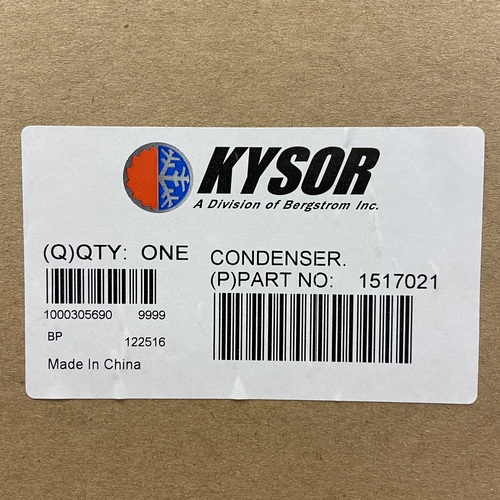 KYSOR
A Division of Bergstrom Inc.
(Q)QTY: ONE
CONDENSER.
(P)PART NO: 1517021
1000305690 9999
BP 122516
Made In China